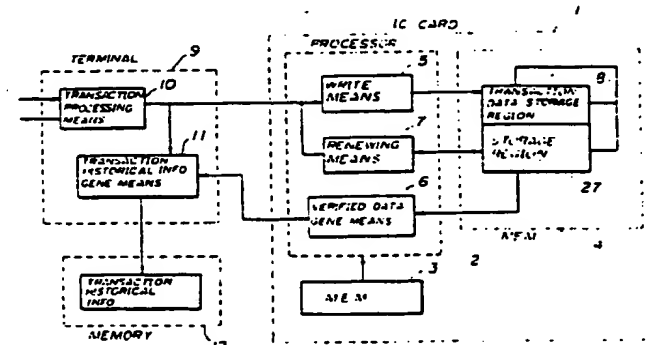 1
IC CARD
PROCESSOR
TERMINAL
9
10
5
8
TRANSACTION
PROCESSING
MEANS
WRITE
MEANS
TRANSACTION
DATA STORAGE
REGION
11
7
TRANSACTION
HISTORICAL INFO
GENE MEANS
RENEWING
MEANS
STORAGE
REGION
6
27
VERIFIED DATA
GENE MEANS
MEM
4
3
2
TRANSACTION
HISTORICAL
INFO
MEM
MEMORY